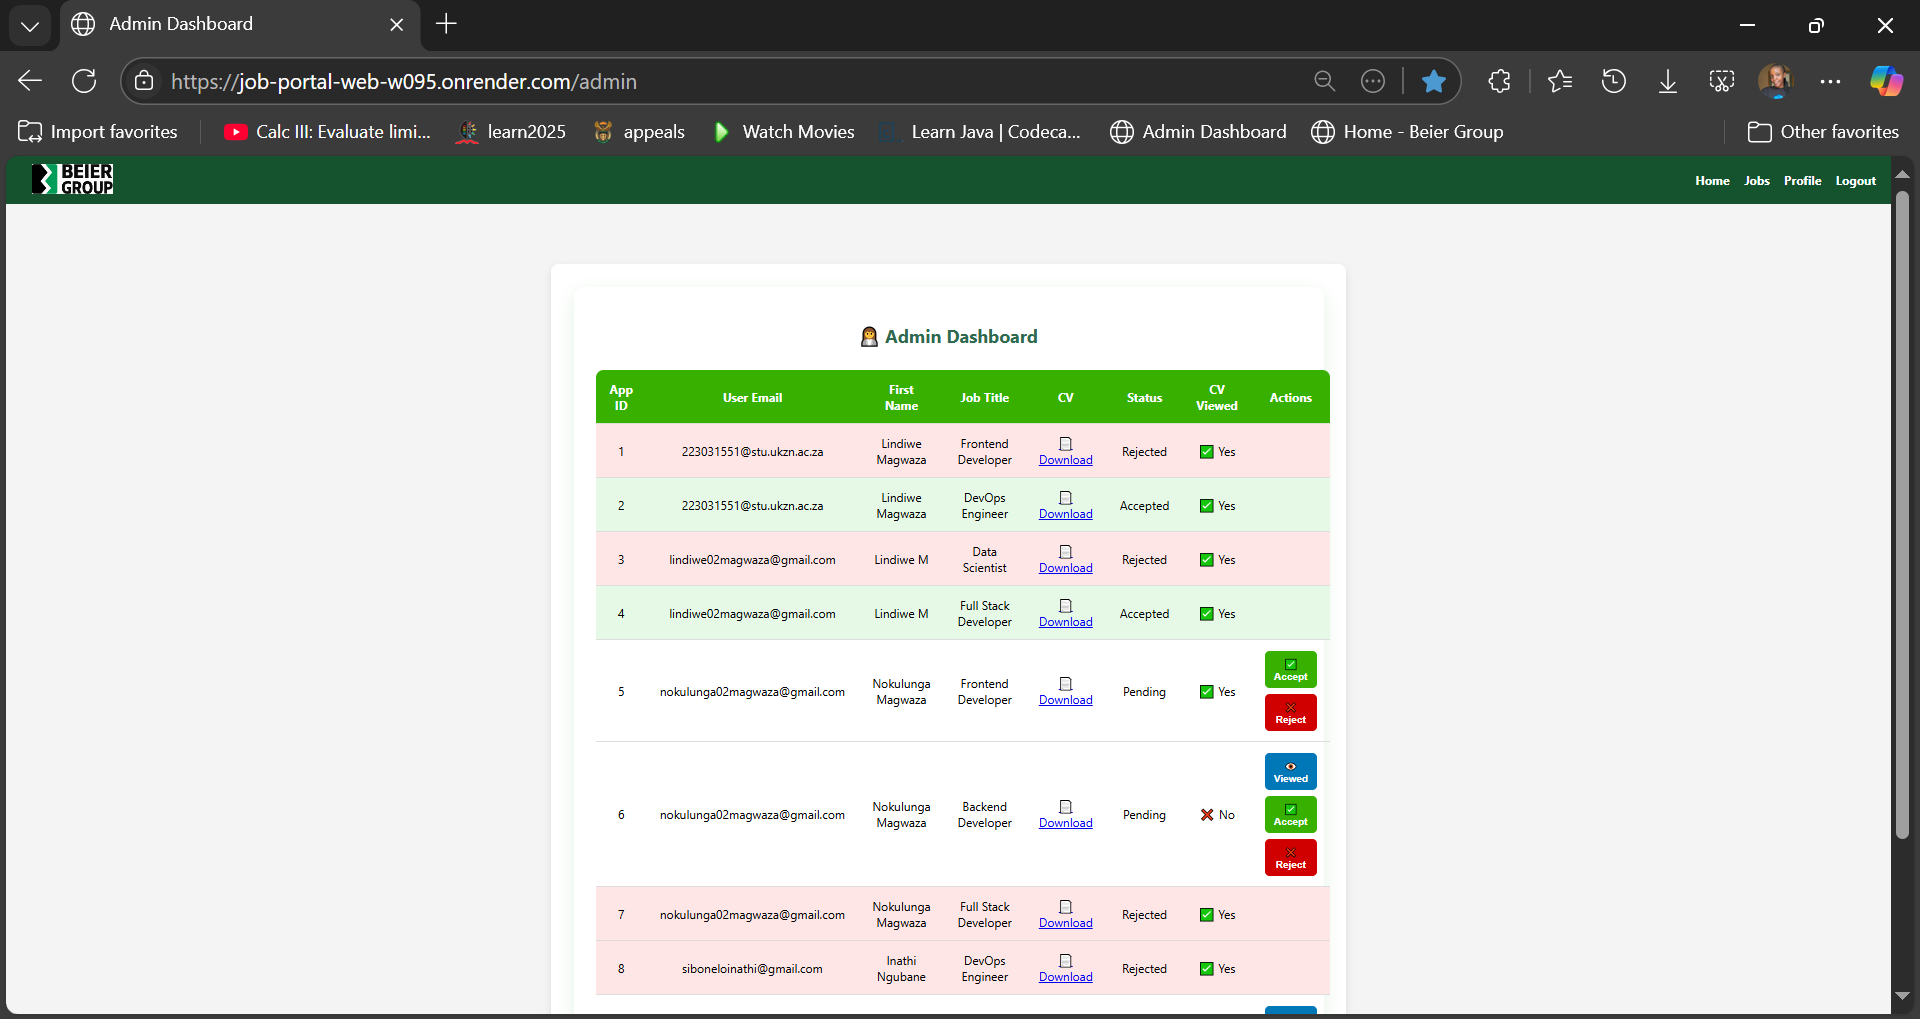 Admin Dashboard
https://job-portal-web-w095.onrender.com/admin
Import favorites
Calc III: Evaluate limi...
learn2025
appeals
Watch Movies
Learn Java | Codeca...
Admin Dashboard
Home - Beier Group
Other favorites
BEIER
GROUP
Home Jobs Profile Logout
Admin Dashboard
App
ID
User Email
First
Name
Job Title
CV
Status
CV
Viewed
Actions
1
223031551@stu.ukzn.ac.za
Lindiwe
Magwaza
Frontend
Developer
Download
Rejected
Yes
2
223031551@stu.ukzn.ac.za
Lindiwe
Magwaza
DevOps
Engineer
Download
Accepted
Yes
3
lindiwe02magwaza@gmail.com
Lindiwe M
Data
Scientist
Download
Rejected
Yes
4
lindiwe02magwaza@gmail.com
Lindiwe M
Full Stack
Developer
Download
Accepted
Yes
5
nokulunga02magwaza@gmail.com
Nokulunga
Magwaza
Frontend
Developer
Download
Pending
Yes
Accept
Reject
6
nokulunga02magwaza@gmail.com
Nokulunga
Magwaza
Backend
Developer
Download
Pending
No
Viewed
Accept
Reject
7
nokulunga02magwaza@gmail.com
Nokulunga
Magwaza
Full Stack
Developer
Download
Rejected
Yes
8
siboneloinathi@gmail.com
Inathi
Ngubane
DevOps
Engineer
Download
Rejected
Yes